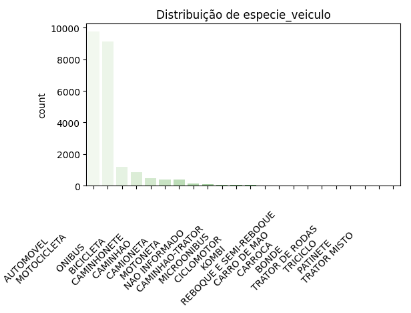 Distribuição de especie_veiculo
count
10000
8000
6000
4000
2000
0
AUTOMOVEL
MOTOCICLETA
ONIBUS
BICICLETA
CAMINHONETE
CAMINHAO
CAMIONETA
MOTONETA
NAO INFORMADO
CAMINHAO-TRATOR
MICROONIBUS
CICLOMOTOR
KOMBI
REBOQUE E SEMI-REBOQUE
CARRO DE MAO
CARROCA
BONDE
TRATOR DE RODAS
TRICICLO
PATINETE
TRATOR MISTO